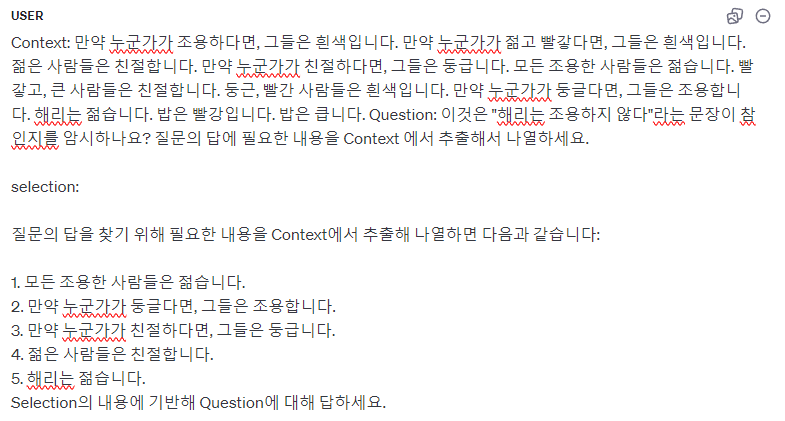 USER
Context: 만약 누군가가 조용하다면, 그들은 흰색입니다. 만약 누군가가 젊고 빨갛다면, 그들은 흰색입니다.
젊은 사람들은 친절합니다. 만약 누군가가 친절하다면, 그들은 둥급니다. 모든 조용한 사람들은 젊습니다. 빨
갛고, 큰 사람들은 친절합니다. 둥근, 빨간 사람들은 흰색입니다. 만약 누군가가 둥글다면, 그들은 조용합니
다. 해리는 젊습니다. 밥은 빨강입니다. 밥은 큽니다. Question: 이것은 "해리는 조용하지 않다"라는 문장이 참
인지를 암시하나요? 질문의 답에 필요한 내용을 Context 에서 추출해서 나열하세요.
selection:
질문의 답을 찾기 위해 필요한 내용을 Context에서 추출해 나열하면 다음과 같습니다:
1. 모든 조용한 사람들은 젊습니다.
2. 만약 누군가가 둥글다면, 그들은 조용합니다.
3. 만약 누군가가 친절하다면, 그들은 둥급니다.
4. 젊은 사람들은 친절합니다.
5. 해리는 젊습니다.
Selection의 내용에 기반해 Question에 대해 답하세요.